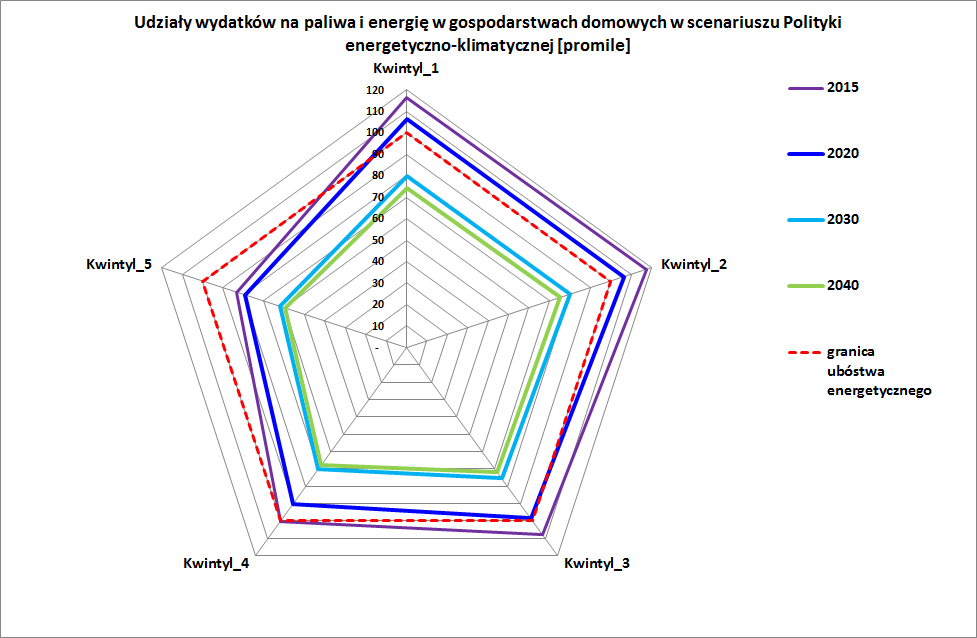 Udziały wydatków na paliwa i energię w gospodarstwach domowych w scenariuszu Polityki
energetyczno-klimatycznej [promile]
Kwintyl_1
120
110
100
90
80
70
60
50
40
30
20
10
-
Kwintyl_2
Kwintyl_3
Kwintyl_4
Kwintyl_5
2015
2020
2030
2040
granica
ubóstwa
energetycznego